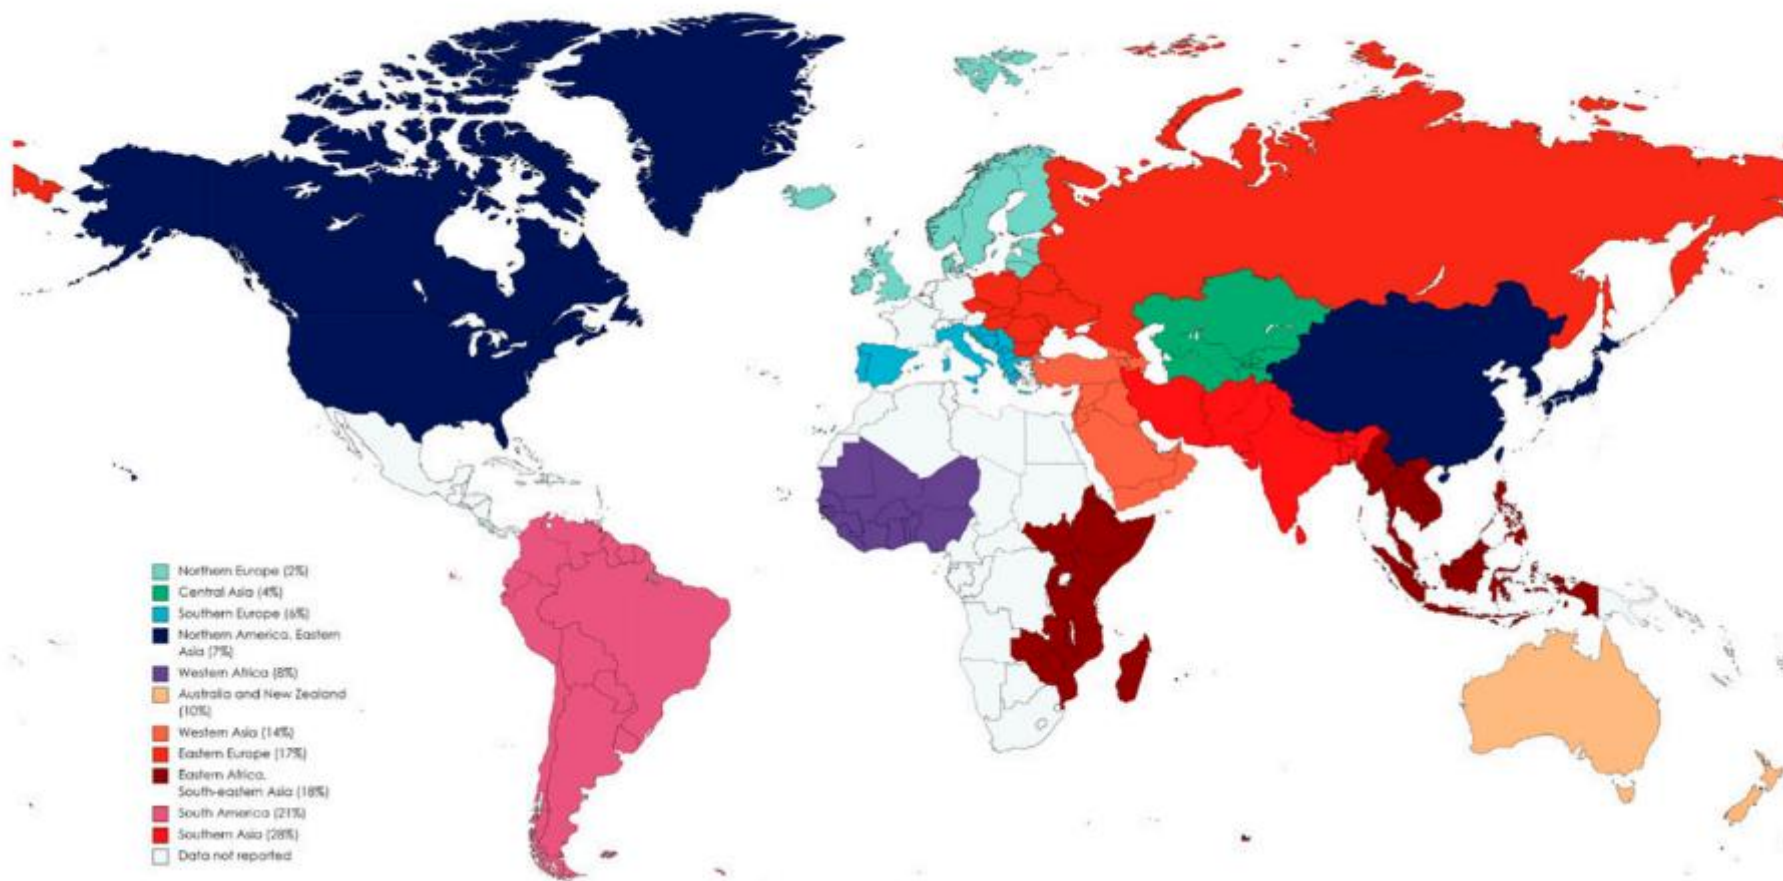 Northern Europe (2%)
Central Asia (4%)
Southern Europe (6%)
Northern America, Eastern
Asia (7%)
Western Africa (8%)
Australia and New Zealand
(10%)
Western Asia (14%)
Eastern Europe (17%)
Eastern Africa,
South-eastern Asia (18%)
South America (21%)
Southern Asia (28%)
Data not reported